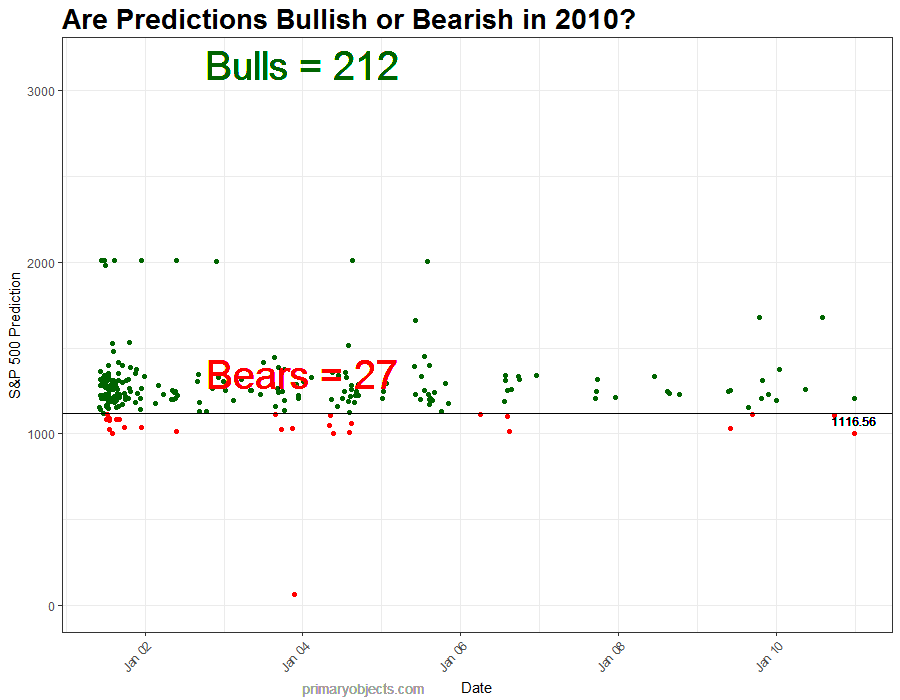 Are Predictions Bullish or Bearish in 2010?
Bulls = 212
3000
2000
S&P 500 Prediction
Bears = 27
1116.56
1000
0
Jan 02
Jan 04
Jan 06
Jan 08
Jan 10
primaryobjects.com
Date